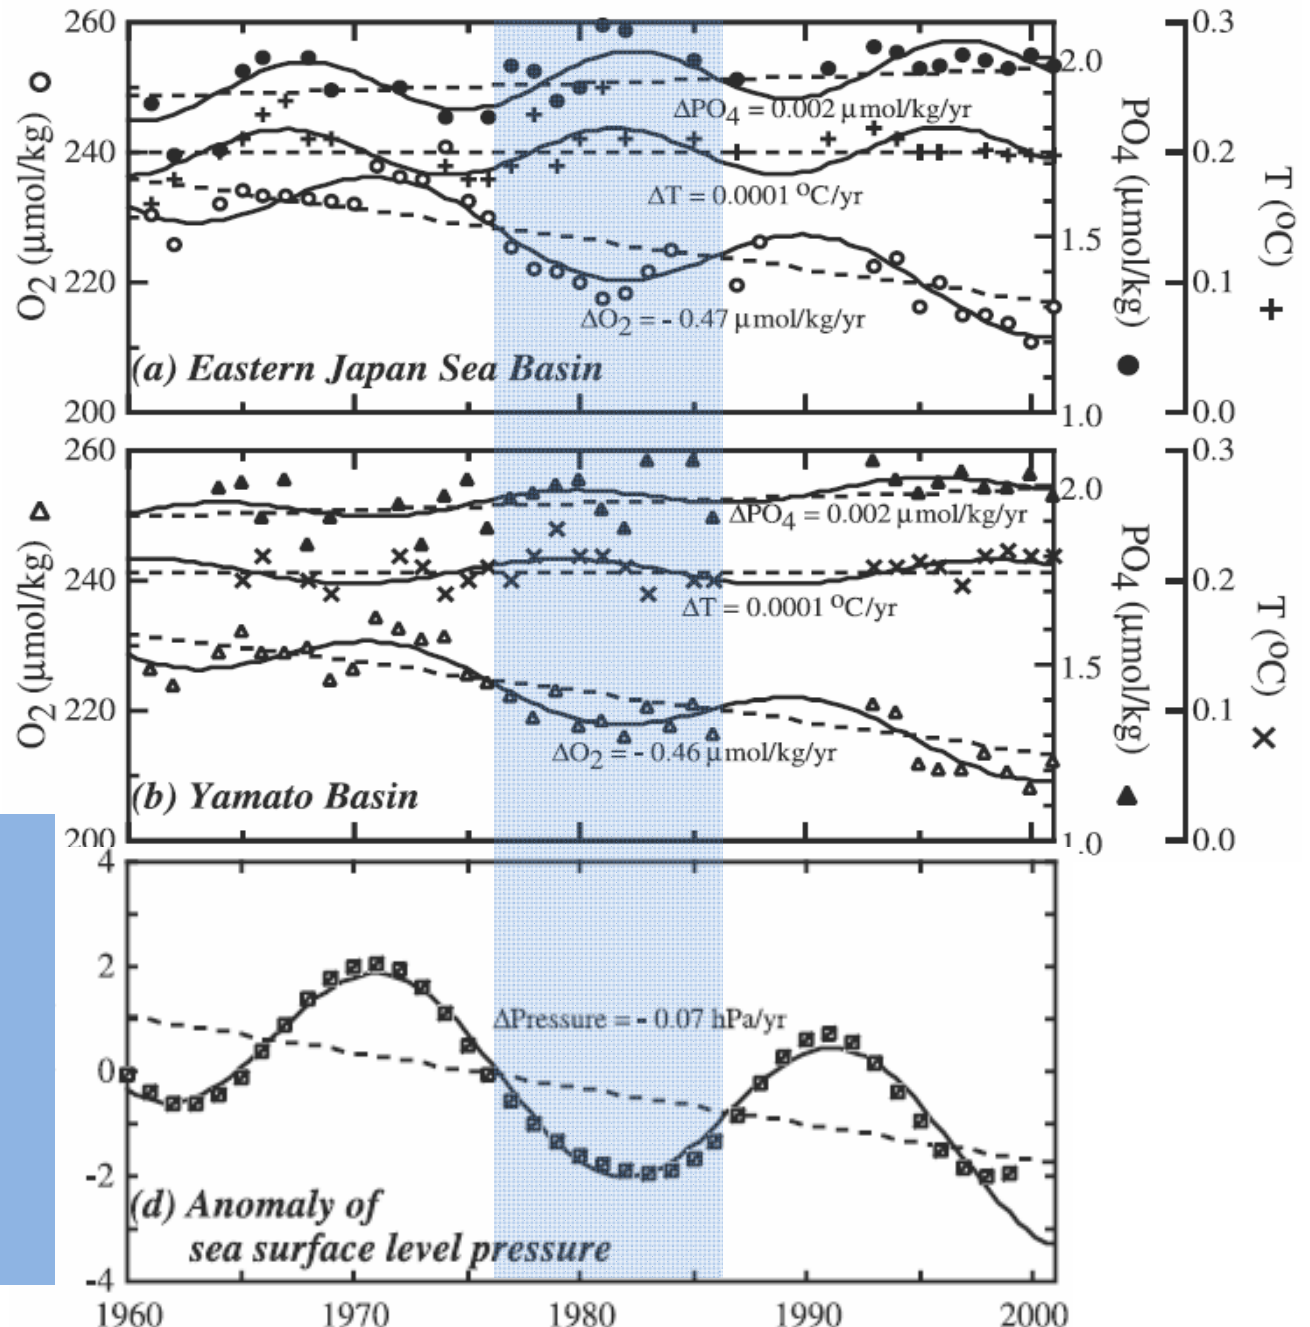 260
240
220
200
O2 (μmol/kg)
2.0
1.5
1.0
PO4 (μmol/kg)
0.3
0.2
0.1
0.0
T (oC)
ΔPO4 = 0.002 μmol/kg/yr
ΔT = 0.0001 oC/yr
ΔO2 = - 0.47 μmol/kg/yr
(a) Eastern Japan Sea Basin
260
240
220
200
O2 (μmol/kg)
2.0
1.5
1.0
PO4 (μmol/kg)
0.3
0.2
0.1
0.0
T (oC)
ΔPO4 = 0.002 μmol/kg/yr
ΔT = 0.0001 oC/yr
ΔO2 = - 0.46 μmol/kg/yr
(b) Yamato Basin
4
2
0
-2
-4
ΔPressure = - 0.07 hPa/yr
(d) Anomaly of
sea surface level pressure
1960 1970 1980 1990 2000